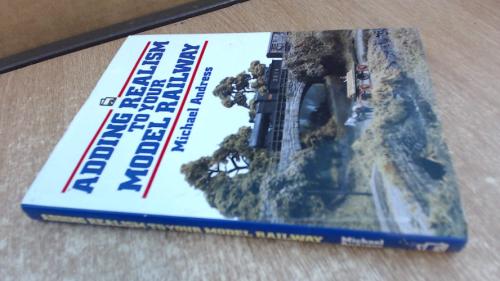 ADDING REALISM
TO YOUR
MODEL RAILWAY
Michael Andress
ADDING REALISM TO YOUR MODEL RAILWAY
Michael